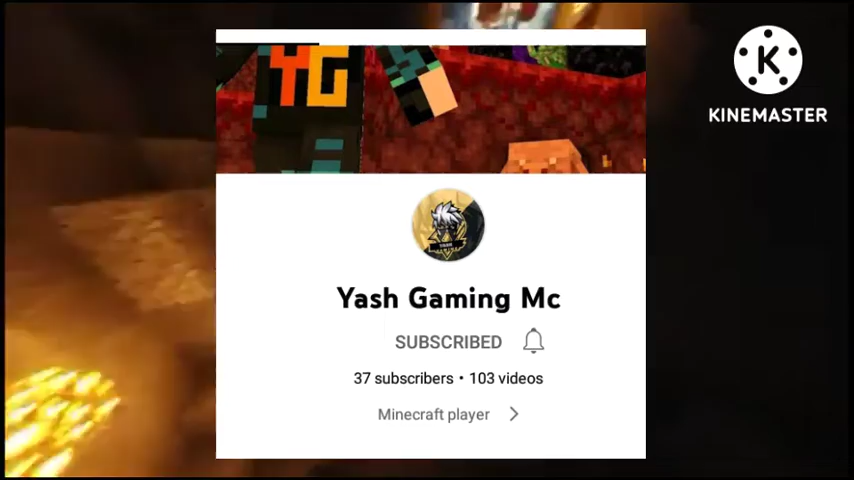 YG
KINEMASTER
Yash Gaming Mc
SUBSCRIBED
37 subscribers • 103 videos
Minecraft player